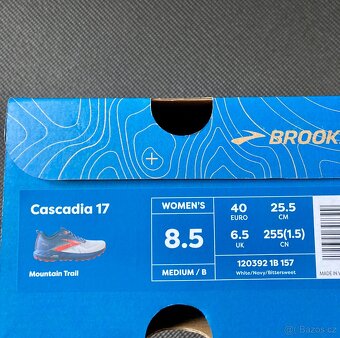 BROOKS
Cascadia 17
Mountain Trail
WOMEN'S
8.5
MEDIUM / B
40
EURO
25.5
CM
6.5
UK
255(1.5)
CN
120392 1B 157
White/Navy/Bittersweet
MADE IN
© Bazos.cz